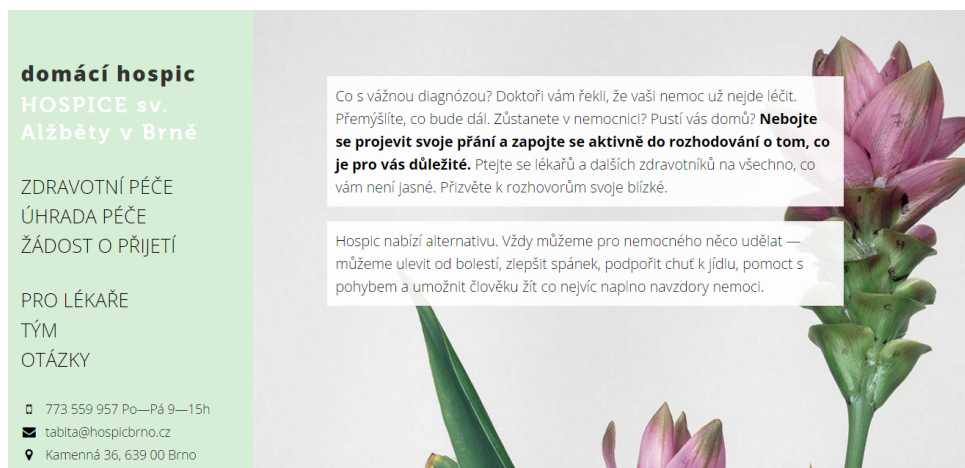 domácí hospic
HOSPICE sv.
Alžběty v Brně
ZDRAVOTNÍ PÉČE
ÚHRADA PÉČE
ŽÁDOST O PŘIJETÍ
PRO LÉKAŘE
TÝM
OTÁZKY
773 559 957 Po—Pá 9—15h
tabita@hospicbrno.cz
Kamenná 36, 639 00 Brno
Co s vážnou diagnózou? Doktoři vám řekli, že vaši nemoc už nejde léčit.
Přemýšlíte, co bude dál. Zůstanete v nemocnici? Pustí vás domů? Nebojte
se projevit svoje přání a zapojte se aktivně do rozhodování o tom, co
je pro vás důležité. Ptejte se lékařů a dalších zdravotníků na všechno, co
vám není jasné. Přizvěte k rozhovorům svoje blízké.
Hospic nabízí alternativu. Vždy můžeme pro nemocného něco udělat —
můžeme ulevit od bolestí, zlepšit spánek, podpořit chuť k jídlu, pomoct s
pohybem a umožnit člověku žít co nejvíc naplno navzdory nemoci.